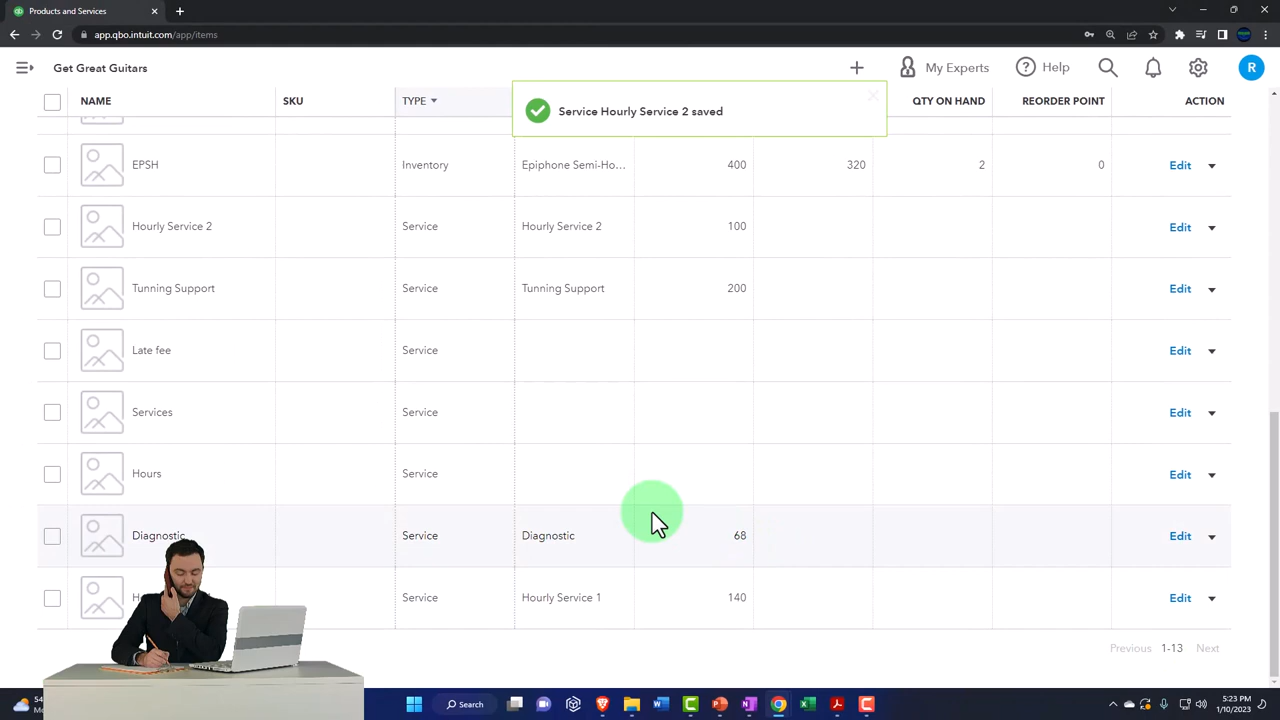 Products and Services
app.qbo.intuit.com/app/items
Get Great Guitars
My Experts
Help
R
NAME
SKU
TYPE
QTY ON HAND
REORDER POINT
ACTION
Service Hourly Service 2 saved
EPSH Inventory Epiphone Semi-Ho... 400 320 2 0 Edit
Hourly Service 2 Service Hourly Service 2 100 Edit
Tunning Support Service Tunning Support 200 Edit
Late fee Service Edit
Services Service Edit
Hours Service Edit
Diagnostic Service Diagnostic 68 Edit
Service Hourly Service 1 140 Edit
Previous 1-13 Next
Search
5:23 PM
1/10/2023